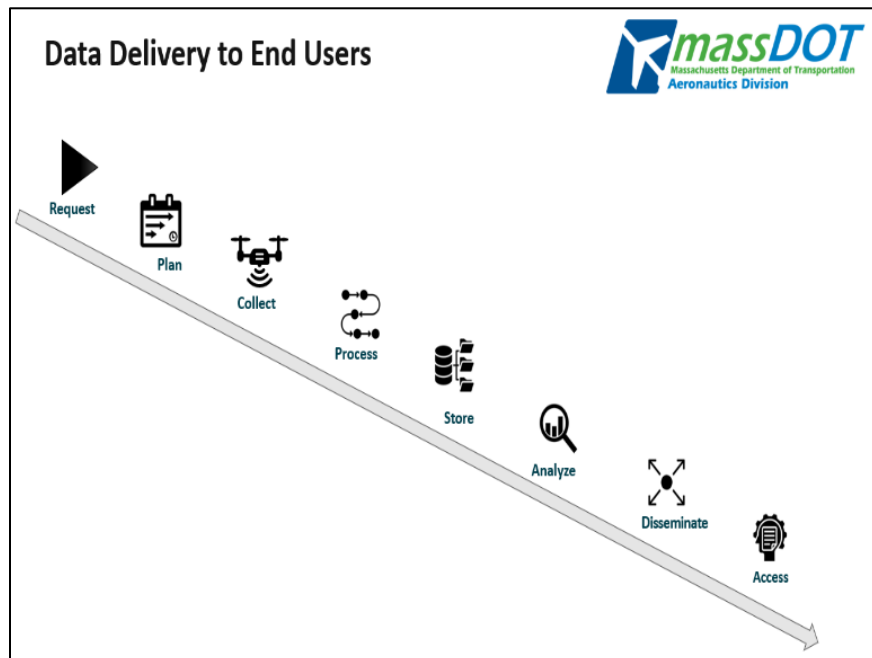 Data Delivery to End Users
massDOT
Massachusetts Department of Transportation
Aeronautics Division
Request
Plan
Collect
Process
Store
Analyze
Disseminate
Access